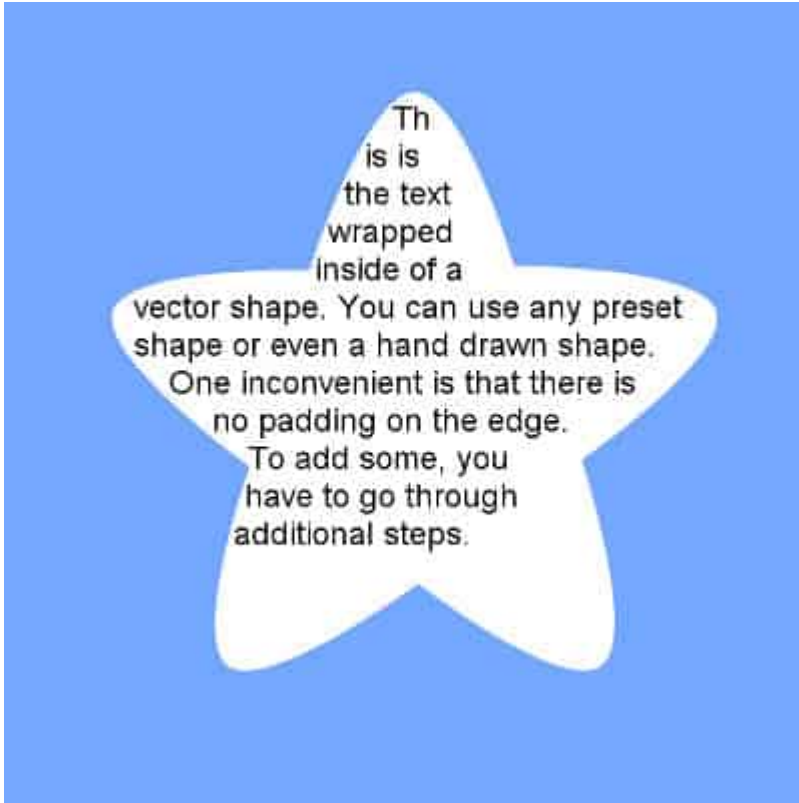 Th
is is
the text
wrapped
inside of a
vector shape. You can use any preset
shape or even a hand drawn shape.
One inconvenient is that there is
no padding on the edge.
To add some, you
have to go through
additional steps.